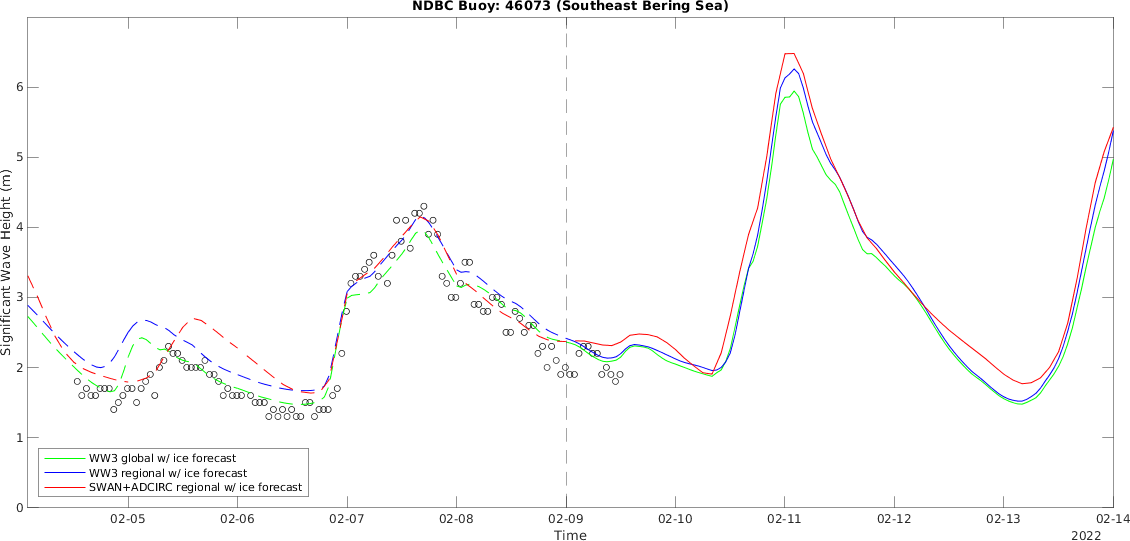 NDBC Buoy: 46073 (Southeast Bering Sea)
Significant Wave Height (m)
6
5
4
3
2
1
0
WW3 global w/ ice forecast
WW3 regional w/ ice forecast
SWAN+ADCIRC regional w/ ice forecast
02-05 02-06 02-07 02-08 02-09 02-10 02-11 02-12 02-13 02-14
Time
2022